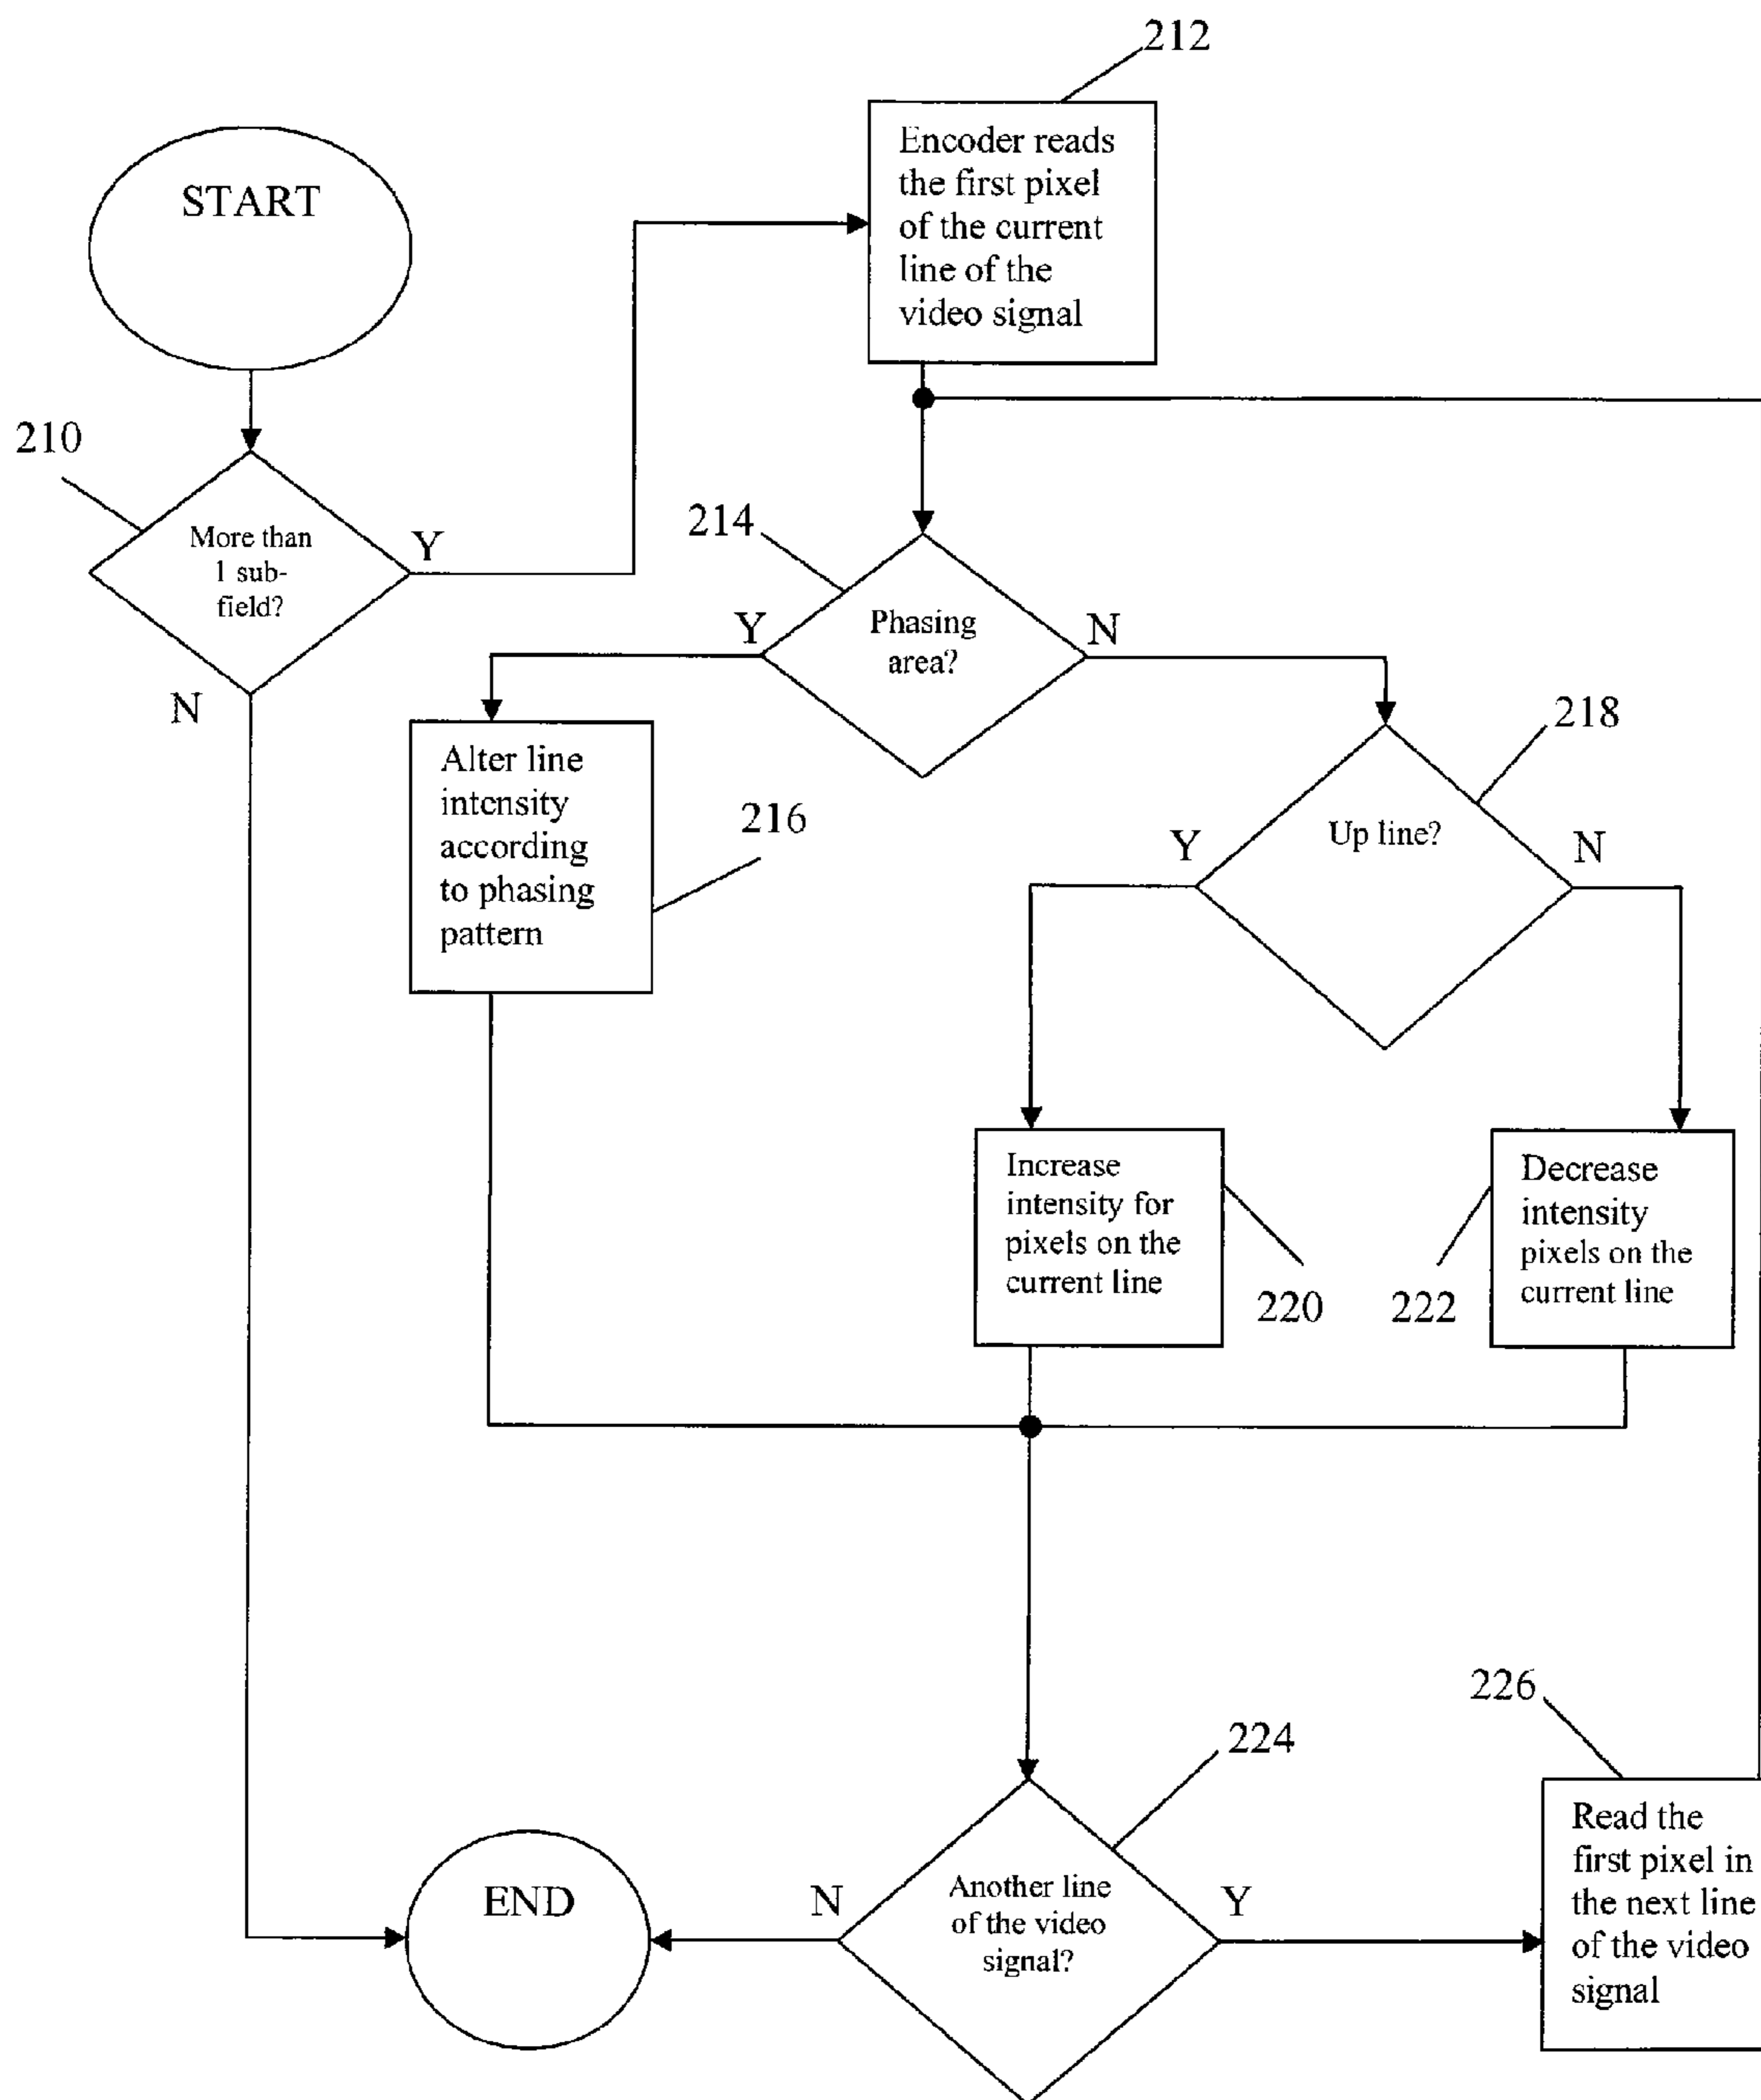 212
START
Encoder reads
the first pixel
of the current
line of the
video signal
210
More than
1 sub-
field?
Y
N
214
Phasing
area?
Y
N
Alter line
intensity
according
to phasing
pattern
216
218
Up line?
Y
N
Increase
intensity for
pixels on the
current line
220
222
Decrease
intensity
pixels on the
current line
224
226
END
N
Another line
of the video
signal?
Y
Read the
first pixel in
the next line
of the video
signal